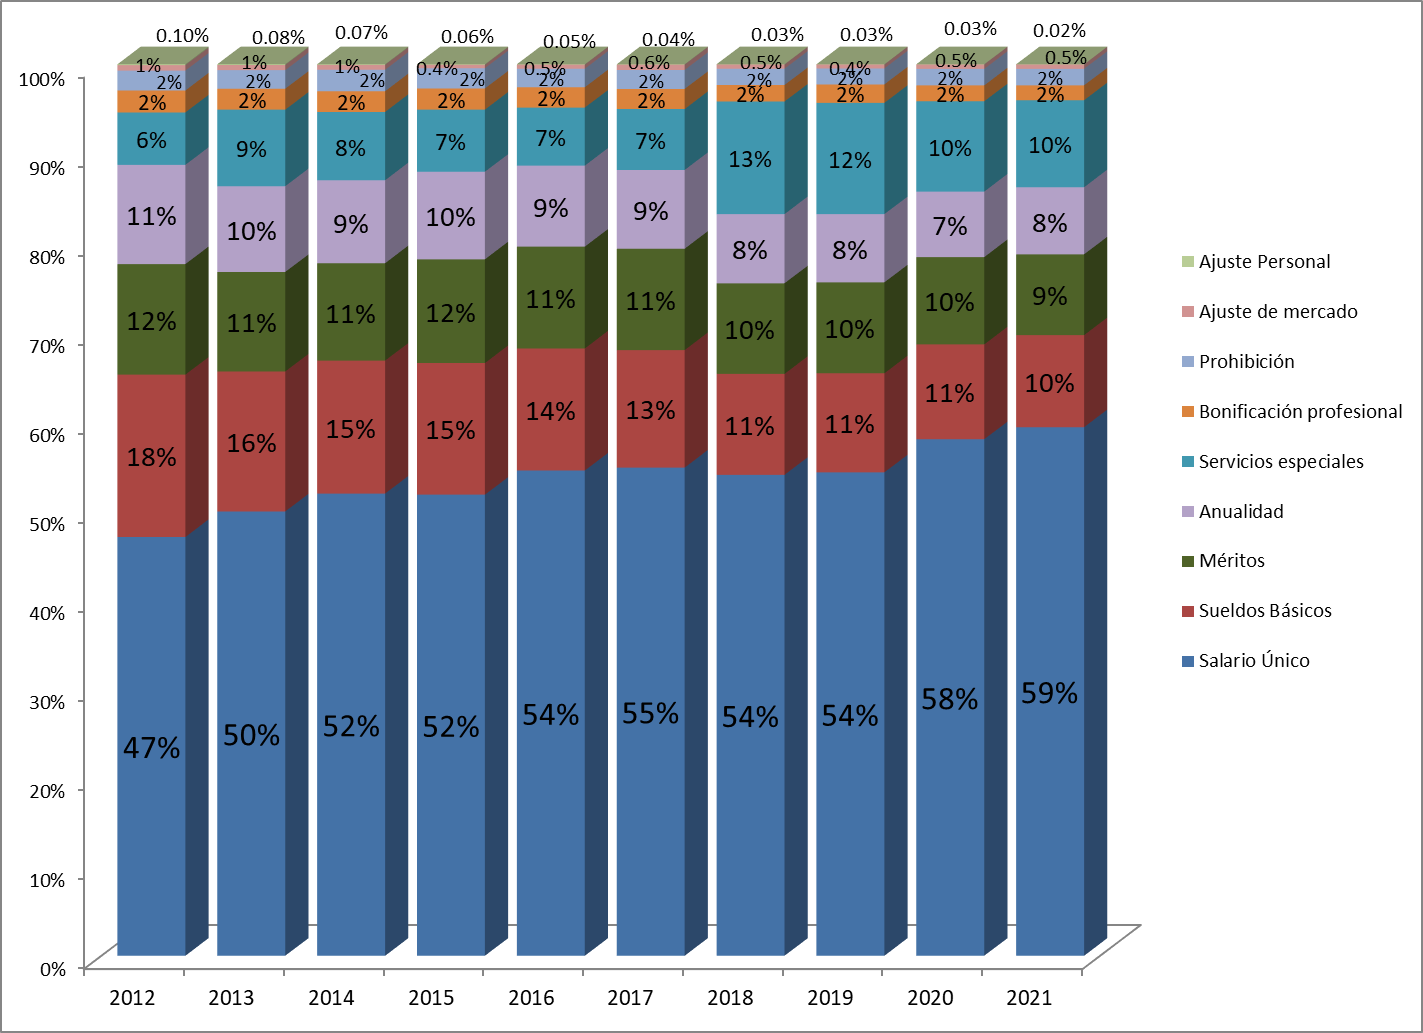 0.10% 0.08% 0.07% 0.06% 0.05% 0.04% 0.03% 0.03% 0.03% 0.02%
1% 1% 1% 0.4% 0.5% 0.6% 0.5% 0.4% 0.5% 0.5%
2% 2% 2% 2% 2% 2% 2% 2% 2% 2%
2% 2% 2% 2% 2% 2% 2% 2% 2% 2%
6% 9% 8% 7% 7% 7% 13% 12% 10% 10%
11% 10% 9% 10% 9% 9% 8% 8% 7% 8%
12% 11% 11% 12% 11% 11% 10% 10% 10% 9%
18% 16% 15% 15% 14% 13% 11% 11% 11% 10%
47% 50% 52% 52% 54% 55% 54% 54% 58% 59%
100%
90%
80%
70%
60%
50%
40%
30%
20%
10%
0%
2012 2013 2014 2015 2016 2017 2018 2019 2020 2021
Ajuste Personal
Ajuste de mercado
Prohibición
Bonificación profesional
Servicios especiales
Anualidad
Méritos
Sueldos Básicos
Salario Único